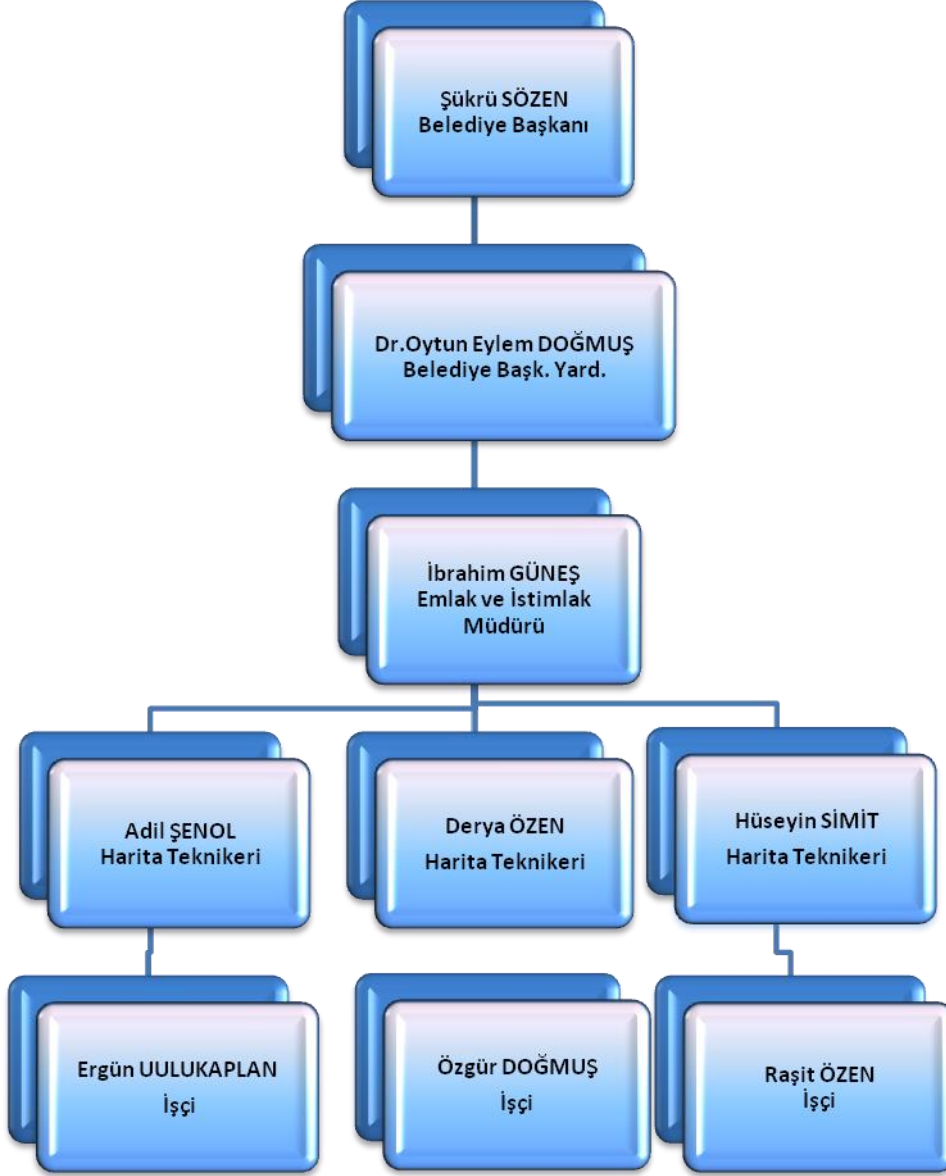 Şükrü SÖZEN
Belediye Başkanı
Dr.Oytun Eylem DOĞMUŞ
Belediye Başk. Yard.
İbrahim GÜNEŞ
Emlak ve İstimlak
Müdürü
Adil ŞENOL
Harita Teknikeri
Derya ÖZEN
Harita Teknikeri
Hüseyin SİMİT
Harita Teknikeri
Ergün UULUKAPLAN
İşçi
Özgür DOĞMUŞ
İşçi
Raşit ÖZEN
İşçi